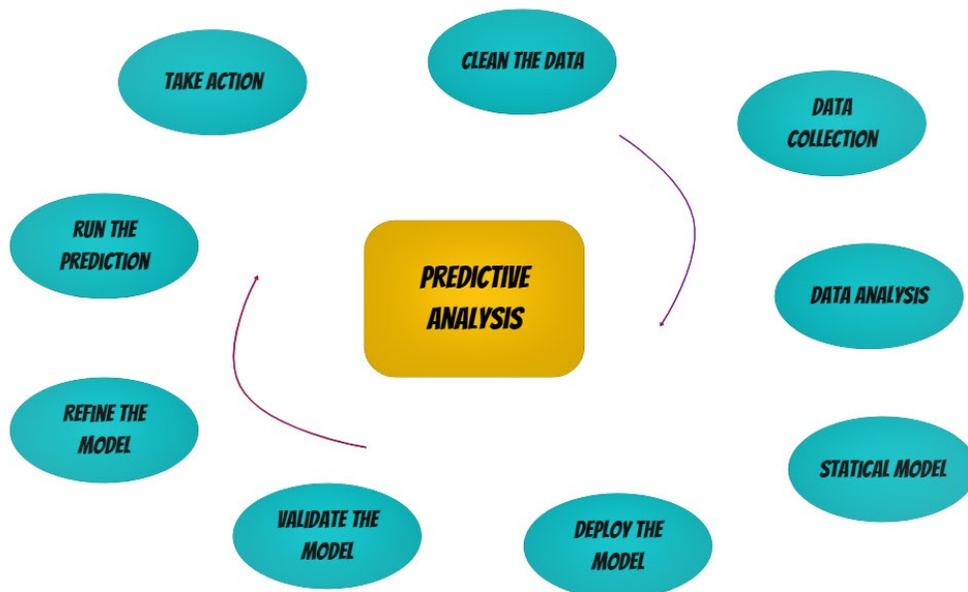 TAKE ACTION
CLEAN THE DATA
DATA
COLLECTION
RUN THE
PREDICTION
PREDICTIVE
ANALYSIS
DATA ANALYSIS
REFINE THE
MODEL
STATICAL MODEL
VALIDATE THE
MODEL
DEPLOY THE
MODEL